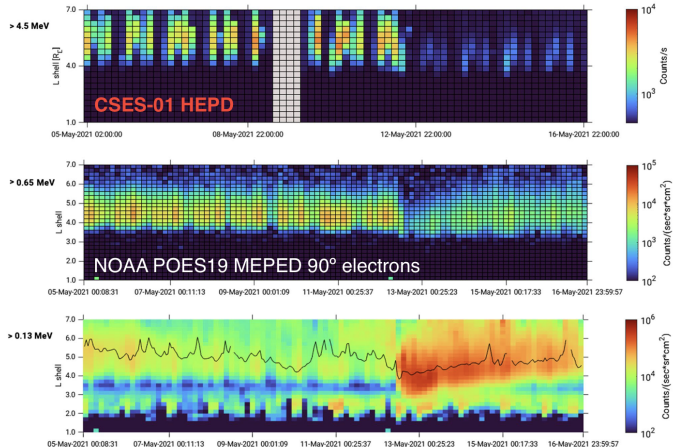 > 4.5 MeV
7.0
4.0
1.0
L shell [RE]
CSES-01 HEPD
05-May-2021 02:00:00
08-May-2021 22:00:00
12-May-2021 22:00:00
16-May-2021 22:00:00
10^4
10^3
Counts/s
> 0.65 MeV
7.0
6.0
5.0
4.0
3.0
2.0
1.0
L shell
NOAA POES19 MEPED 90º electrons
05-May-2021 00:08:31
07-May-2021 00:11:13
09-May-2021 00:01:09
11-May-2021 00:25:37
13-May-2021 00:25:23
15-May-2021 00:17:33
16-May-2021 23:59:57
10^5
10^4
10^3
10^2
Counts/(sec*sr*cm²)
> 0.13 MeV
7.0
6.0
5.0
4.0
3.0
2.0
1.0
L shell
05-May-2021 00:08:31
07-May-2021 00:11:13
09-May-2021 00:01:09
11-May-2021 00:25:37
13-May-2021 00:25:23
15-May-2021 00:17:33
16-May-2021 23:59:57
10^6
10^4
10^2
Counts/(sec*sr*cm²)